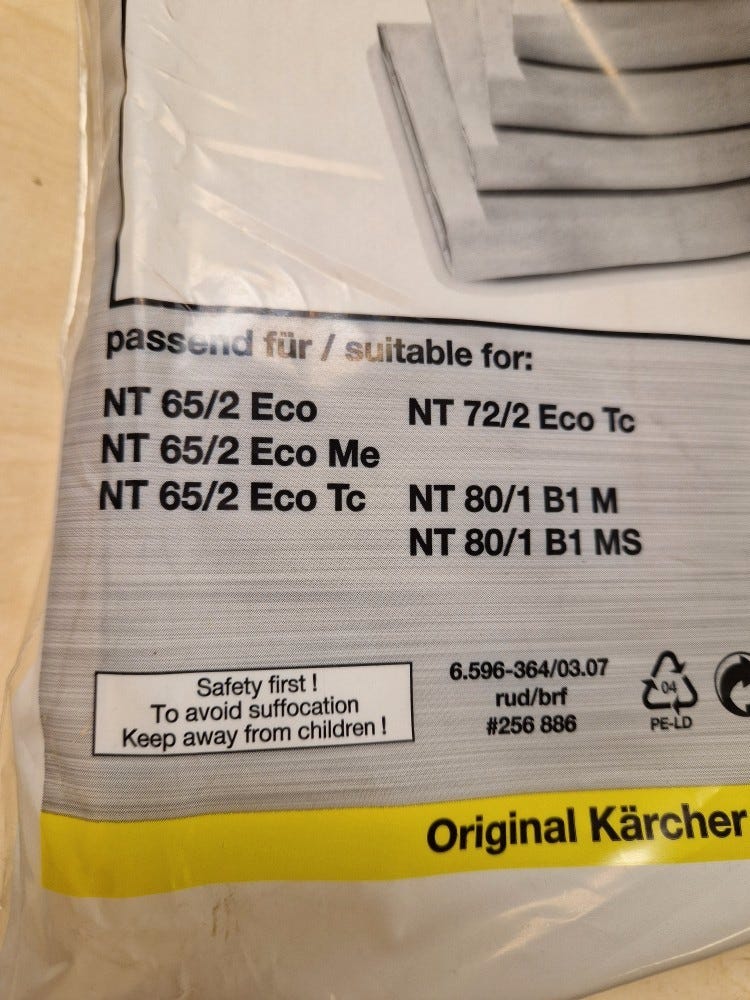 passend für / suitable for:
NT 65/2 Eco
NT 65/2 Eco Me
NT 65/2 Eco Tc
NT 72/2 Eco Tc
NT 80/1 B1 M
NT 80/1 B1 MS
Safety first !
To avoid suffocation
Keep away from children !
6.596-364/03.07
rud/brf
#256 886
04
PE-LD
Original Kärcher